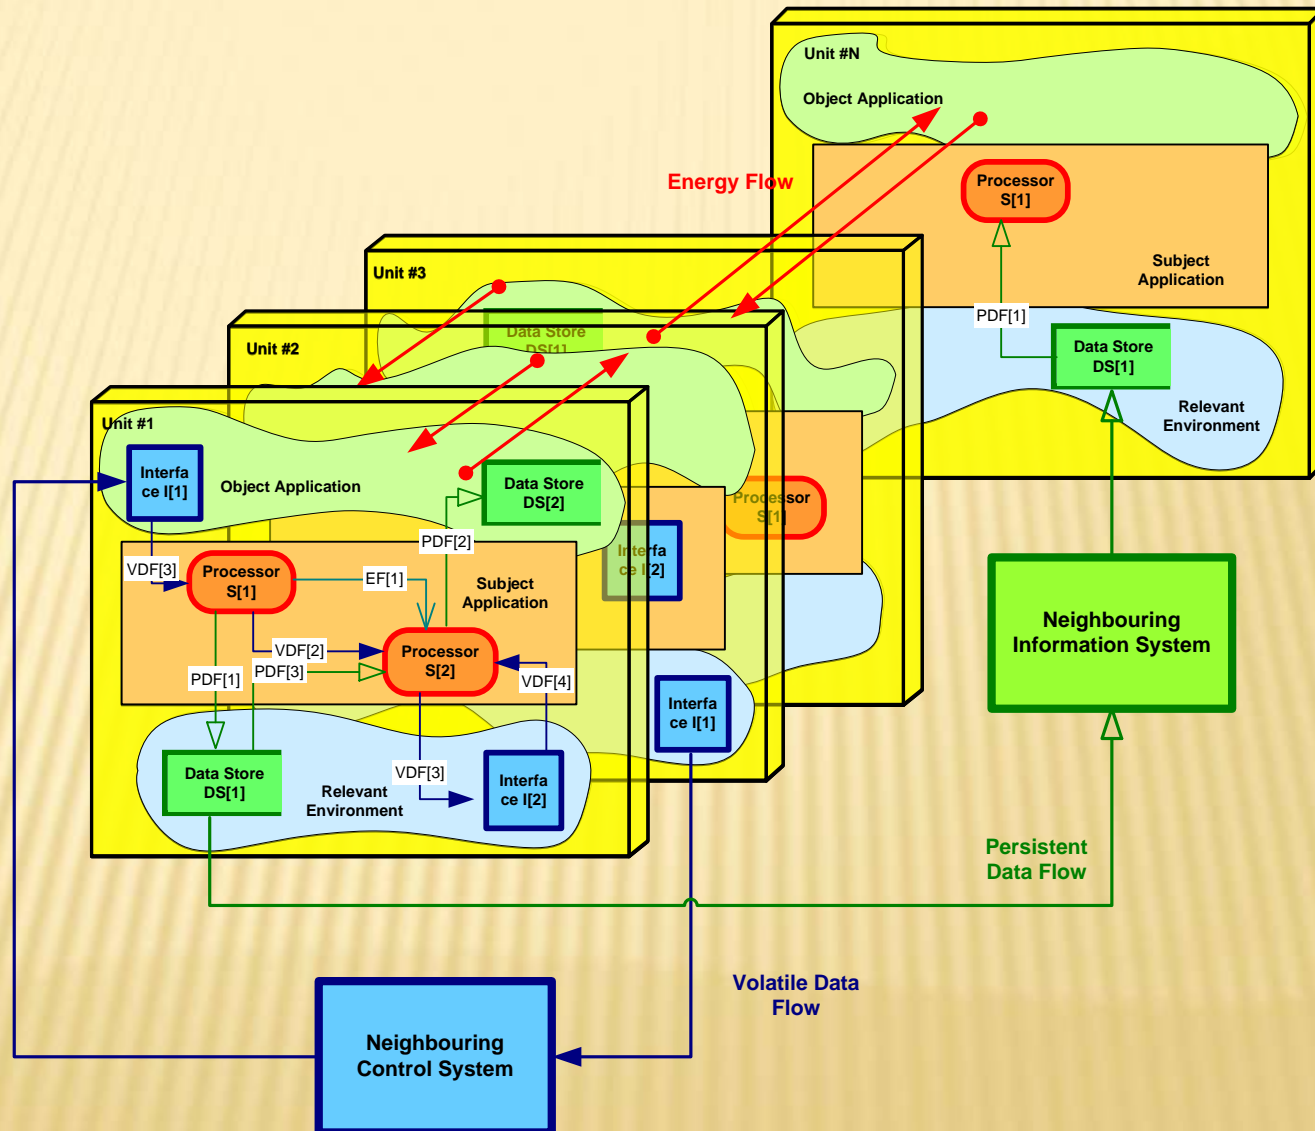 Unit #N
Object Application
Energy Flow
Processor
S[1]
Subject
Application
PDF[1]
Data Store
DS[1]
Relevant
Environment
Unit #3
Data Store
DS[1]
Processor
S[1]
Unit #2
Interfa
ce I[2]
Interfa
ce I[1]
Unit #1
Interfa
ce I[1]
Object Application
Data Store
DS[2]
PDF[2]
VDF[3]
Processor
S[1]
EF[1]
Subject
Application
VDF[2]
Processor
S[2]
PDF[3]
PDF[1]
VDF[4]
Data Store
DS[1]
VDF[3]
Relevant
Environment
Interfa
ce I[2]
Neighbouring
Information System
Persistent
Data Flow
Volatile Data
Flow
Neighbouring
Control System